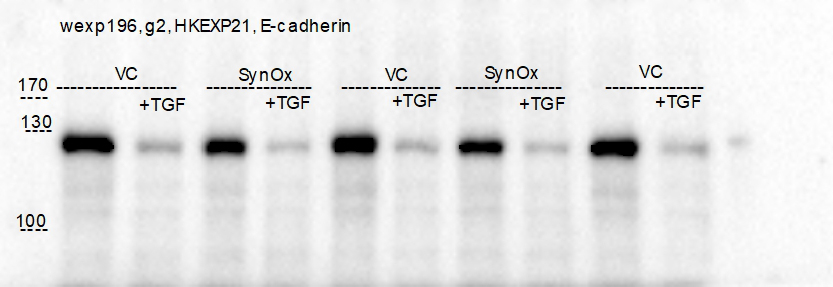 wexp196,g2,HKEXP21,E-cadherin
VC SynOx VC SynOx VC
+TGF +TGF +TGF +TGF +TGF
170
130
100